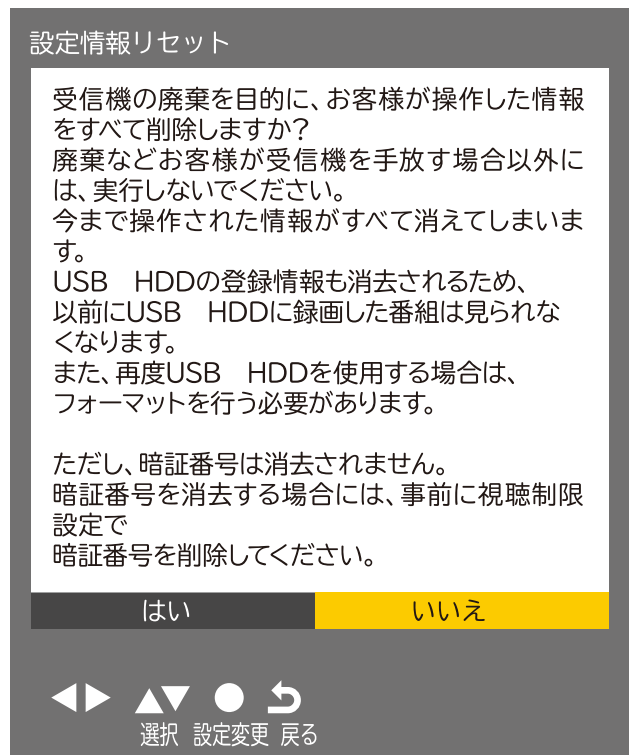 設定情報リセット
受信機の廃棄を目的に、お客様が操作した情報
をすべて削除しますか?
廃棄などお客様が受信機を手放す場合以外に
は、実行しないでください。
今まで操作された情報がすべて消えてしまいま
す。
USB　HDDの登録情報も消去されるため、
以前にUSB　HDDに録画した番組は見られな
くなります。
また、再度USB　HDDを使用する場合は、
フォーマットを行う必要があります。
ただし、暗証番号は消去されません。
暗証番号を消去する場合には、事前に視聴制限
設定で
暗証番号を削除してください。
はい いいえ
選択 設定変更 戻る